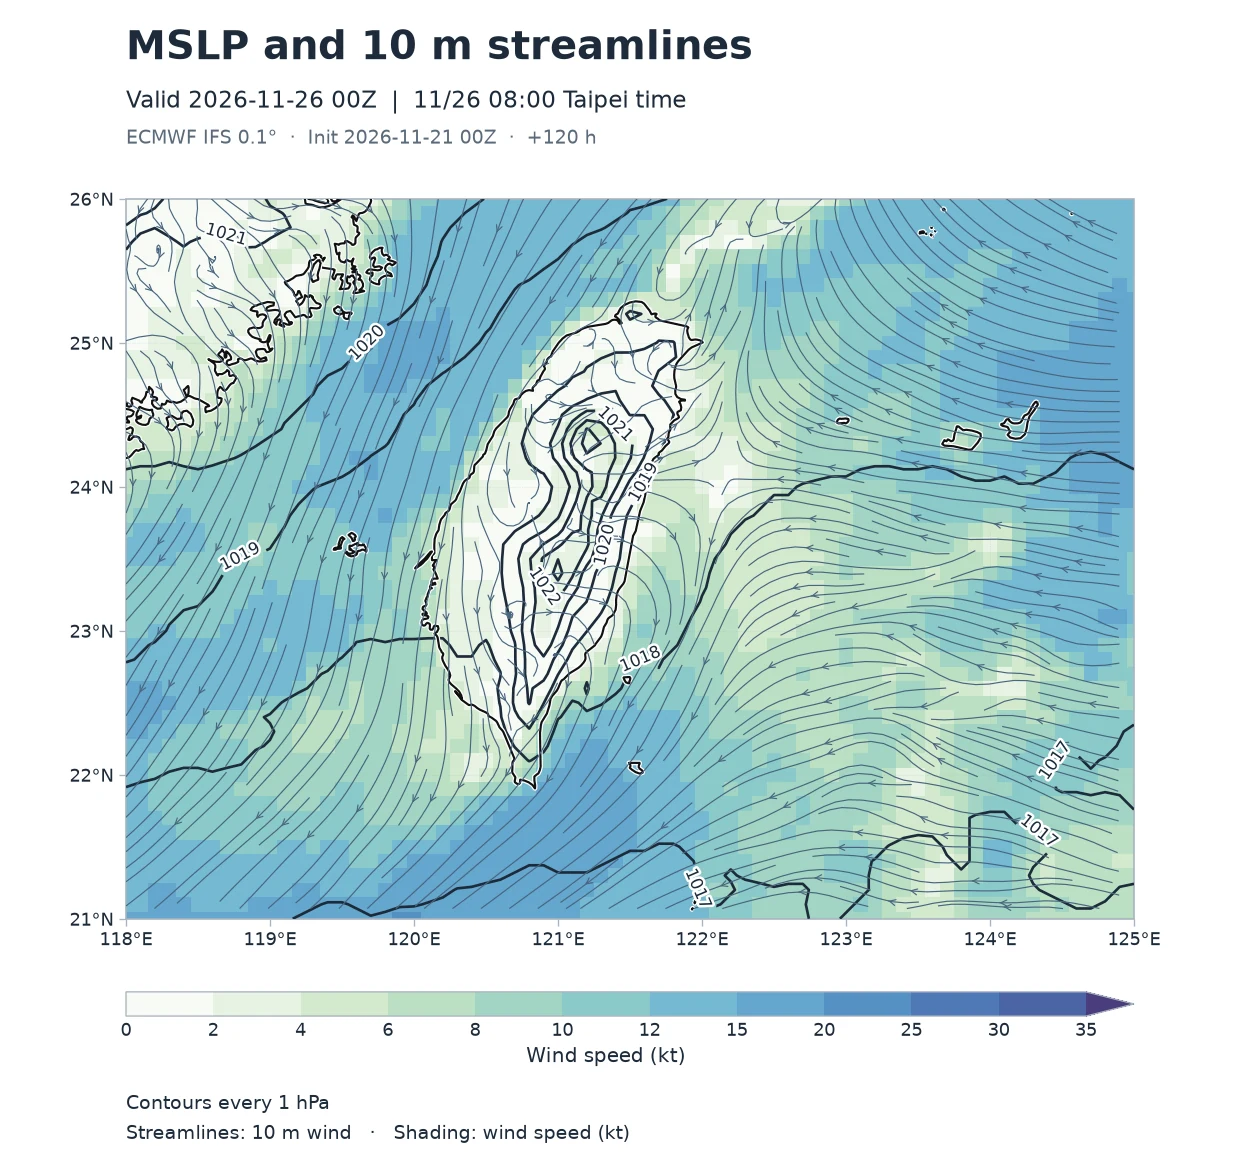 MSLP and 10 m streamlines
Valid 2026-11-26 00Z | 11/26 08:00 Taipei time
ECMWF IFS 0.1° · Init 2026-11-21 00Z · +120 h
26°N
25°N
24°N
23°N
22°N
21°N
1021
1020
1021
1019
1019
1020
1022
1018
1017
1017
1017
118°E 119°E 120°E 121°E 122°E 123°E 124°E 125°E
0 2 4 6 8 10 12 15 20 25 30 35
Wind speed (kt)
Contours every 1 hPa
Streamlines: 10 m wind · Shading: wind speed (kt)